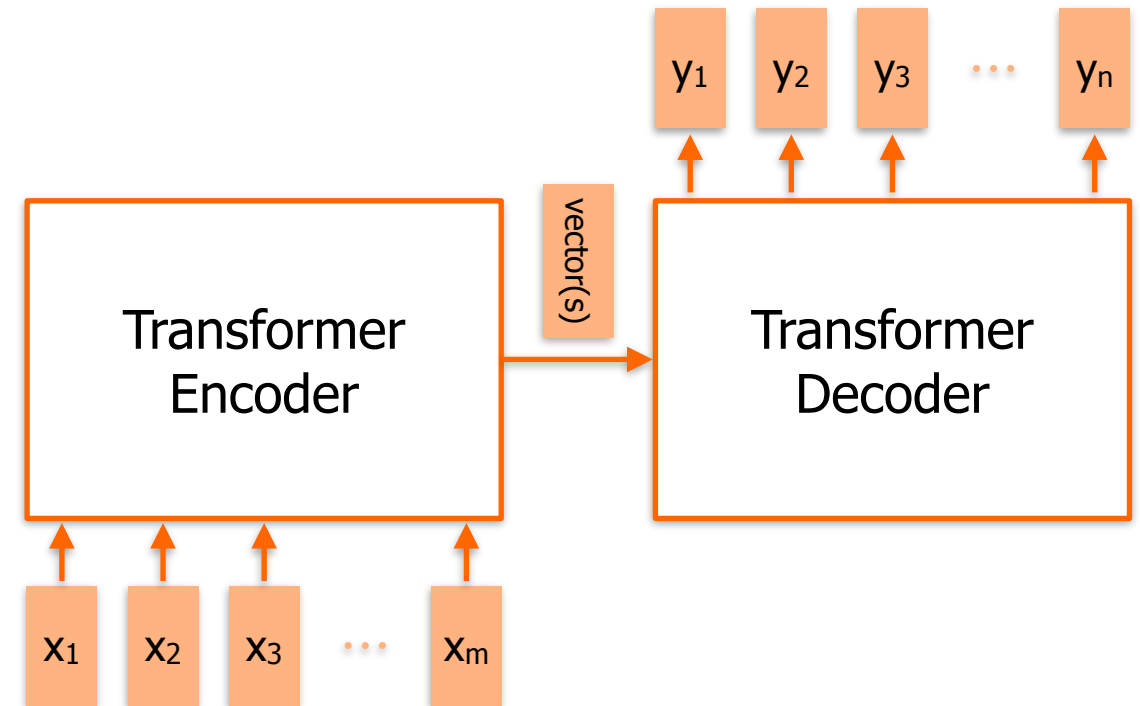 y1 y2 y3 ... yn
vector(s)
Transformer
Encoder
Transformer
Decoder
x1 x2 x3 ... xm